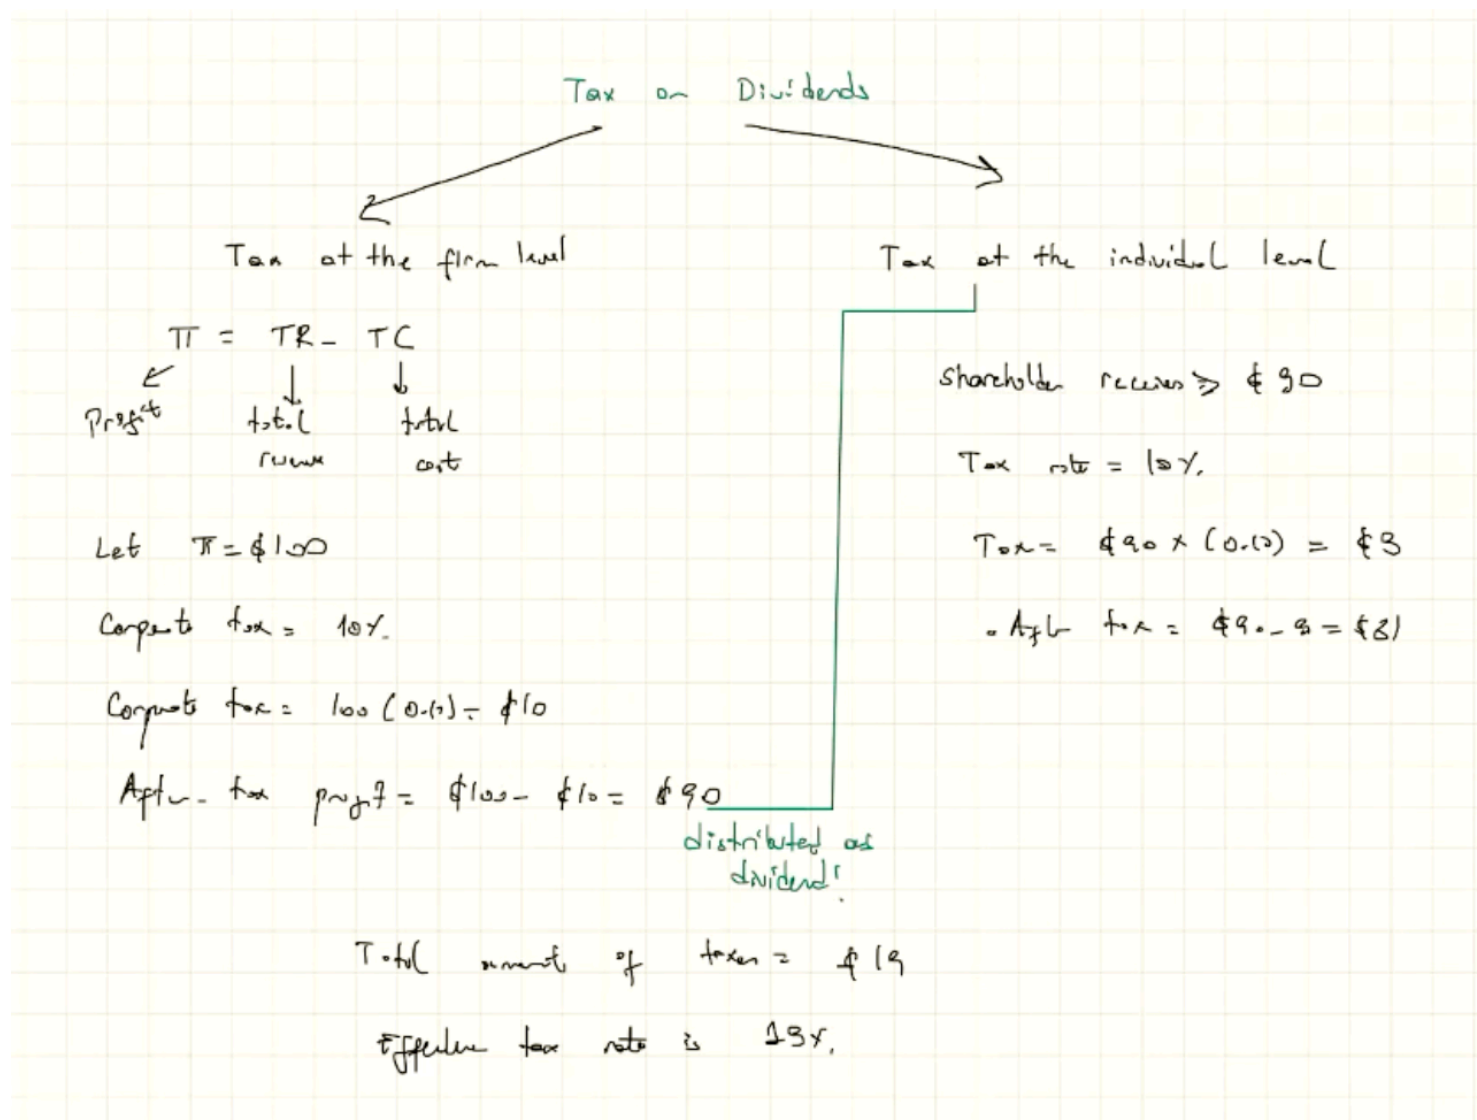 Tax on Dividends
Tax at the firm level
π = TR - TC
Profit
total revenue
total cost
Let π = $100
Corporate tax = 10%.
Corporate tax = 100 (0.10) = $10
After-tax profit = $100 - $10 = $90
distributed as
dividend!
Tax at the individual level
Shareholder receives → $90
Tax rate = 10%.
Tax = $90 x (0.10) = $9
After tax = $90 - 9 = $81
Total amount of taxes = $19
Effective tax rate is 19%.